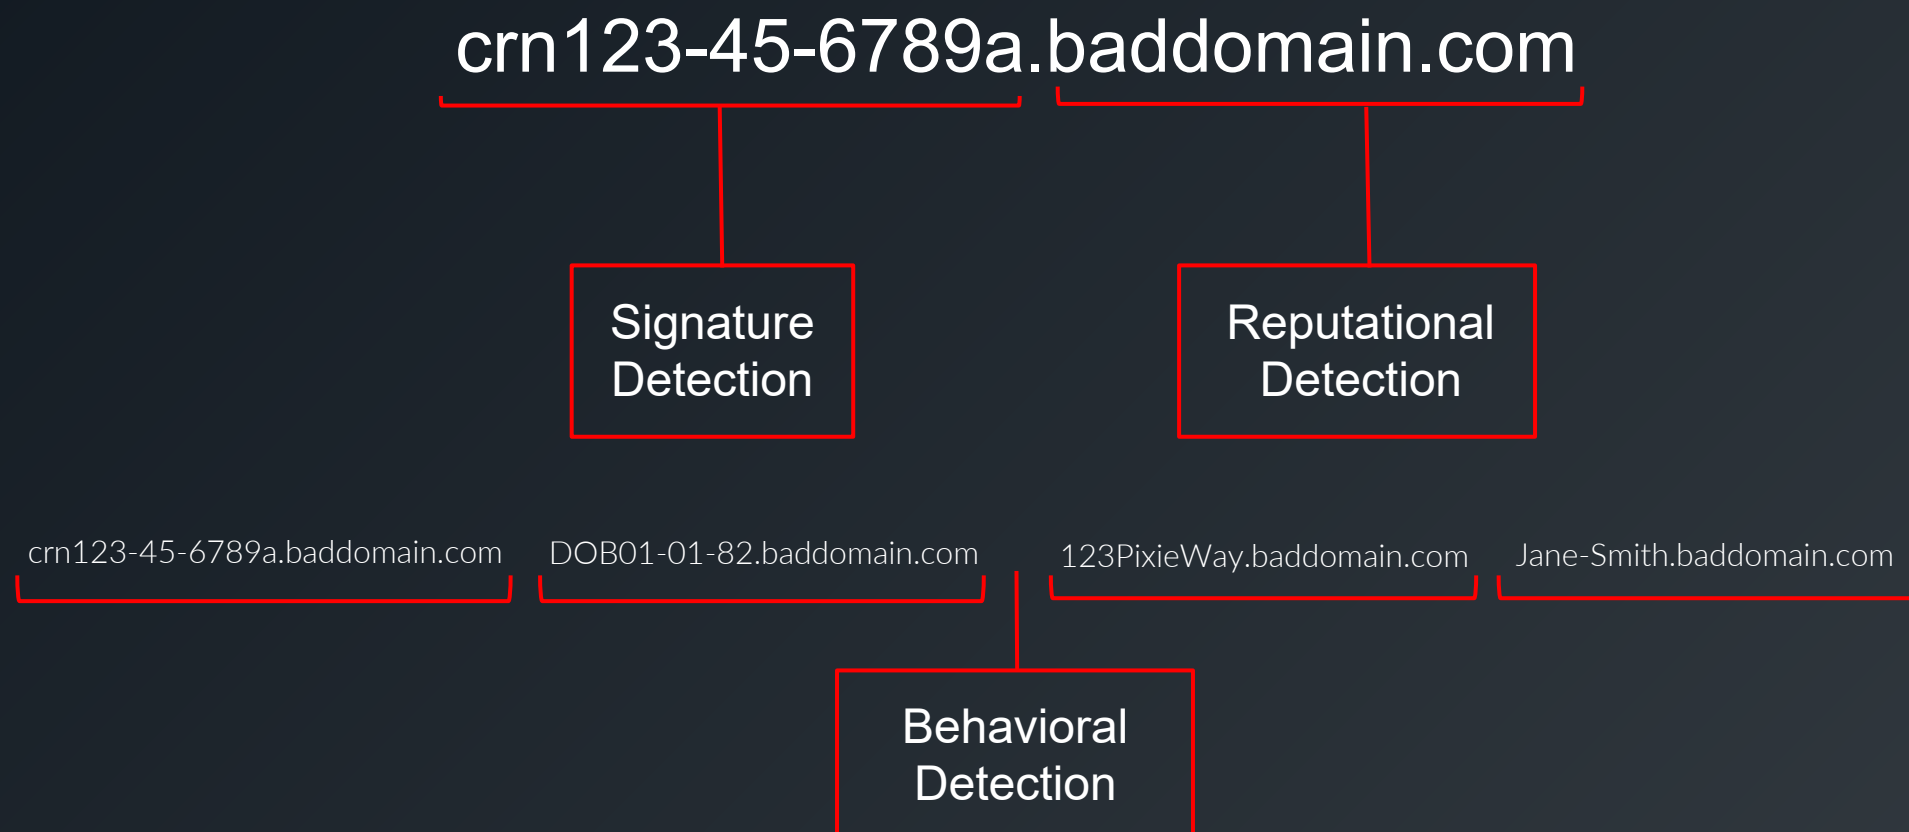 crn123-45-6789a.baddomain.com
Signature
Detection
Reputational
Detection
crn123-45-6789a.baddomain.com
DOB01-01-82.baddomain.com
123PixieWay.baddomain.com
Jane-Smith.baddomain.com
Behavioral
Detection